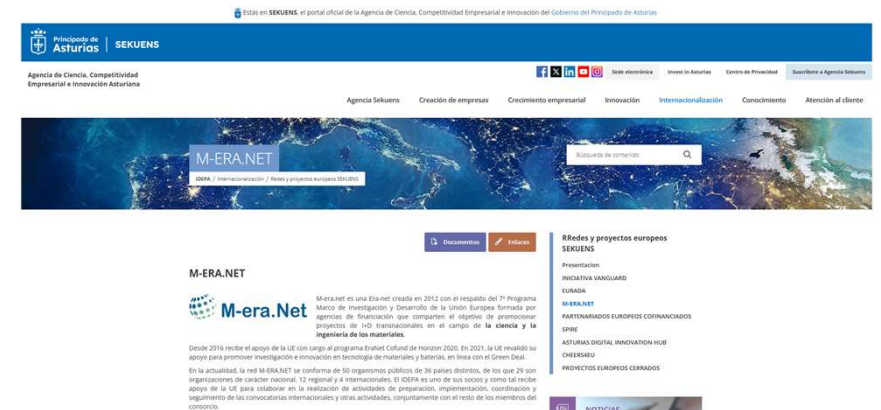 Estás en SEKUENS, el portal oficial de la Agencia de Ciencia, Competitividad Empresarial e Innovación del Gobierno del Principado de Asturias
Principado de
Asturias
SEKUENS
Agencia de Ciencia, Competitividad
Empresarial e Innovación Asturiana
Sede electrónica
Invest in Asturias
Centro de Privacidad
Suscríbete a Agencia Sekuens
Agencia Sekuens
Creación de empresas
Crecimiento empresarial
Innovación
Internacionalización
Conocimiento
Atención al cliente
M-ERA.NET
Búsqueda de contenido
IDEPA / Internacionalización / Redes y proyectos europeos SEKUENS
Documentos
Enlaces
M-ERA.NET
M-era.Net
M-era.net es una Era-net creada en 2012 con el respaldo del 7º Programa
Marco de Investigación y Desarrollo de la Unión Europea formada por
agencias de financiación que comparten el objetivo de promocionar
proyectos de I+D transnacionales en el campo de la ciencia y la
ingeniería de los materiales.
Desde 2016 recibe el apoyo de la UE con cargo al programa EraNet Cofund de Horizon 2020. En 2021, la UE revalidó su
apoyo para promover investigación e innovación en tecnología de materiales y baterías, en línea con el Green Deal.
En la actualidad, la red M-ERA.NET se conforma de 50 organismos públicos de 36 países distintos, de los que 29 son
organizaciones de carácter nacional, 12 regional y 4 internacionales. El IDEPA es uno de sus socios y como tal recibe
apoyo de la UE para colaborar en la realización de actividades de preparación, implementación, coordinación y
seguimiento de las convocatorias internacionales y otras actividades, conjuntamente con el resto de los miembros del
consorcio.
RRedes y proyectos europeos
SEKUENS
Presentacion
INICIATIVA VANGUARD
EURADA
M-ERA.NET
PARTENARIADOS EUROPEOS COFINANCIADOS
SPIRE
ASTURIAS DIGITAL INNOVATION HUB
CHEERS4EU
PROYECTOS EUROPEOS CERRADOS
NOTICIAS